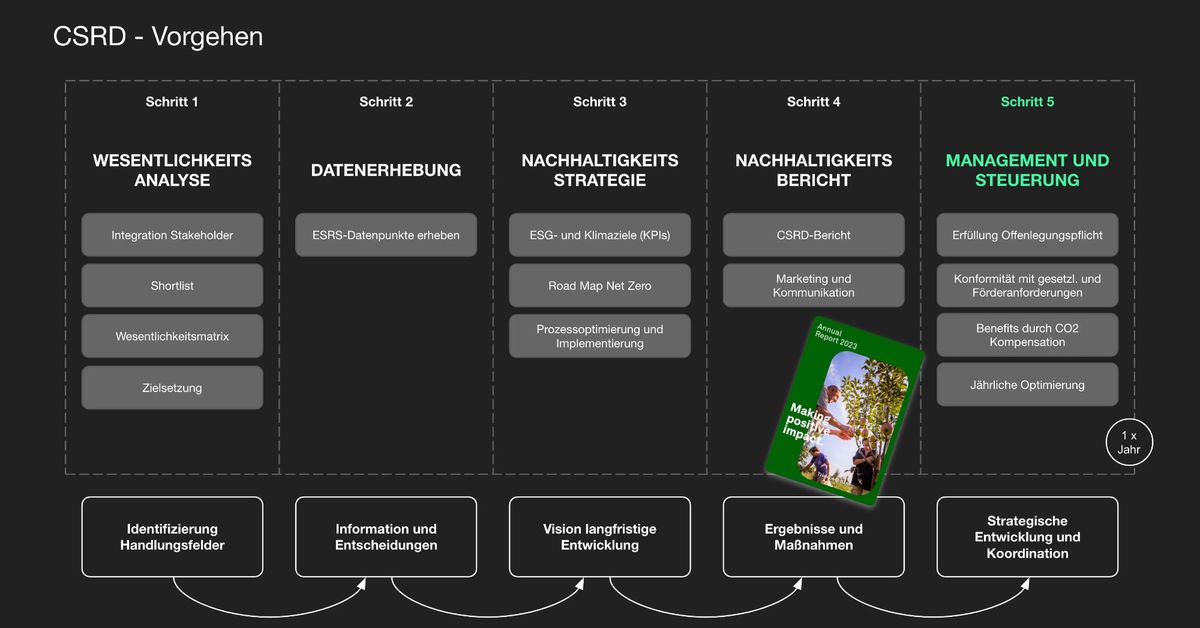 CSRD - Vorgehen
Schritt 1
WESENTLICHKEITS
ANALYSE
Integration Stakeholder
Shortlist
Wesentlichkeitsmatrix
Zielsetzung
Schritt 2
DATENERHEBUNG
ESRS-Datenpunkte erheben
Schritt 3
NACHHALTIGKEITS
STRATEGIE
ESG- und Klimaziele (KPIs)
Road Map Net Zero
Prozessoptimierung und
Implementierung
Schritt 4
NACHHALTIGKEITS
BERICHT
CSRD-Bericht
Marketing und
Kommunikation
Annual
Report 2023
Making
positive
impact.
Schritt 5
MANAGEMENT UND
STEUERUNG
Erfüllung Offenlegungspflicht
Konformität mit gesetzl. und
Förderanforderungen
Benefits durch CO2
Kompensation
Jährliche Optimierung
1 x
Jahr
Identifizierung
Handlungsfelder
Information und
Entscheidungen
Vision langfristige
Entwicklung
Ergebnisse und
Maßnahmen
Strategische
Entwicklung und
Koordination